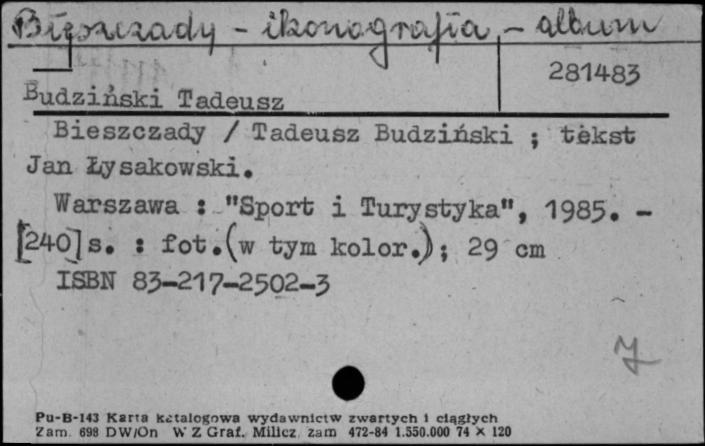 Bieszczady – ikonografia – album
281483
Budziński Tadeusz
Bieszczady / Tadeusz Budziński ; tekst
Jan Łysakowski.
Warszawa : "Sport i Turystyka", 1985. –
[240] s. : fot. (w tym kolor.); 29 cm
ISBN 83-217-2502-3
Pu-B-143 Karta katalogowa wydawnictw zwartych i ciągłych
Zam. 698 DW/On W Z Graf. Milicz zam 472-84 1.550.000 74 × 120